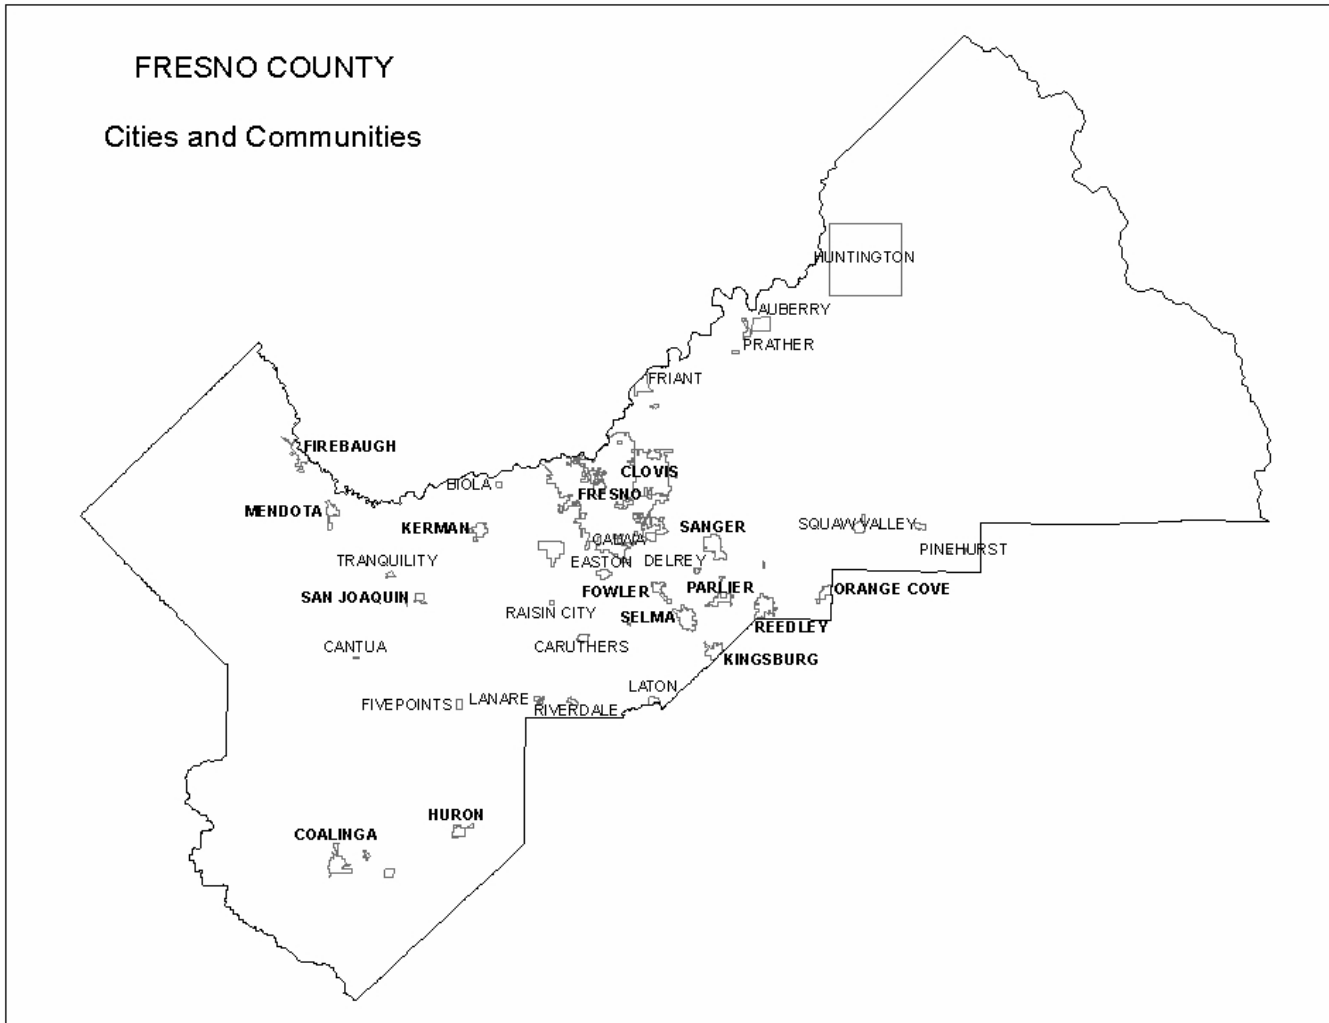 FRESNO COUNTY
Cities and Communities
HUNTINGTON
AUBERRY
PRATHER
FRIANT
FIREBAUGH
CLOVIS
BIOLA
FRESNO
MENDOTA
KERMAN
SANGER
SQUAW VALLEY
PINEHURST
TRANQUILITY
EASTON
DELREY
SAN JOAQUIN
FOWLER
PARLIER
ORANGE COVE
RAISIN CITY
SELMA
REEDLEY
CANTUA
CARUTHERS
KINGSBURG
LATON
FIVEPOINTS
LANARE
RIVERDALE
HURON
COALINGA